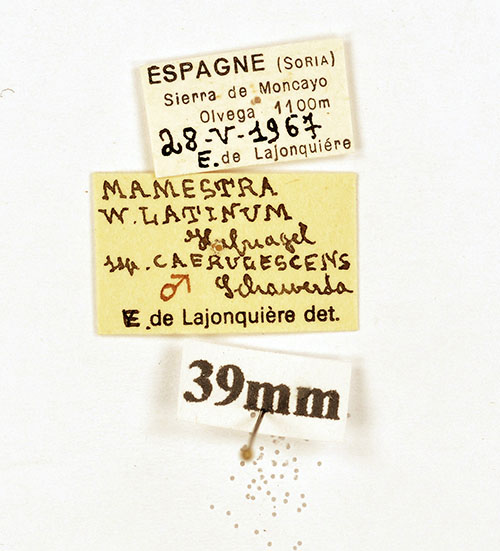 ESPAGNE (SORIA)
Sierra de Moncayo
Olvega 1100m
28-V-1967
E. de Lajonquiére
MAMESTRA
W. LATINUM
Hufnagel
ssp. CAERULESCENS
♂ Schawerda
E. de Lajonquière det.
39mm